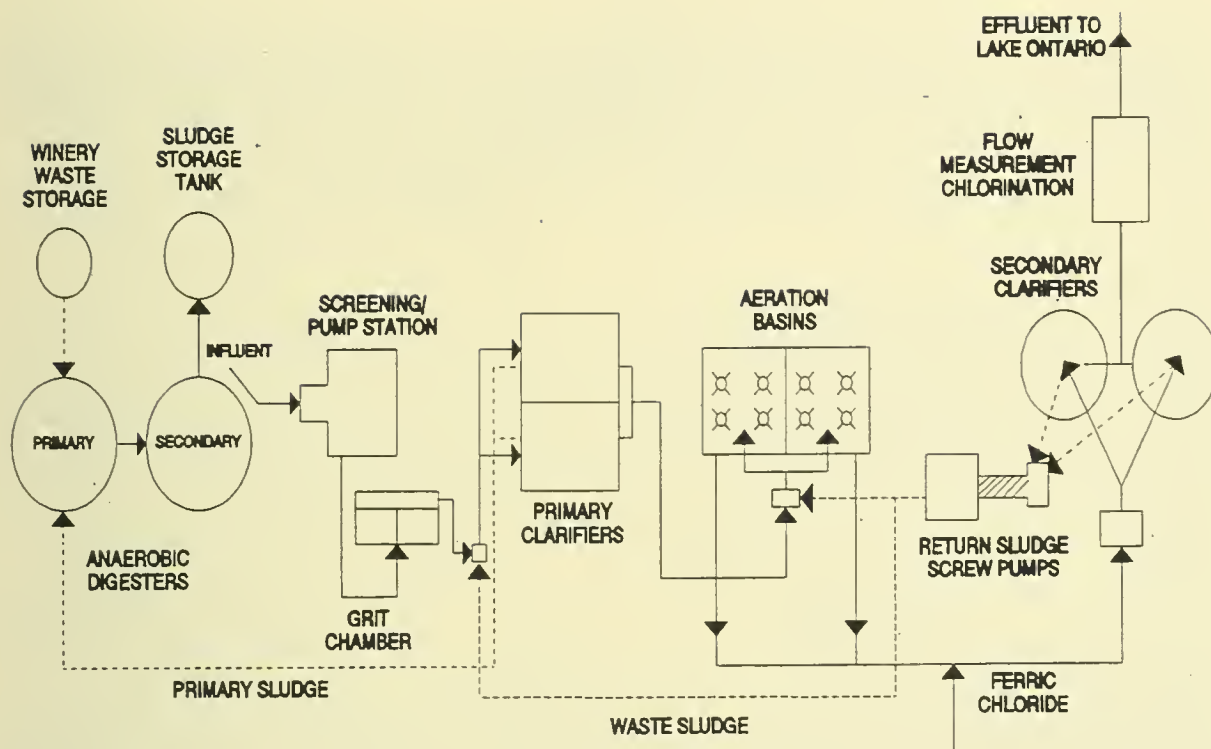 EFFLUENT TO
LAKE ONTARIO
WINERY
WASTE
STORAGE
SLUDGE
STORAGE
TANK
FLOW
MEASUREMENT
CHLORINATION
SCREENING/
PUMP STATION
INFLUENT
AERATION
BASINS
SECONDARY
CLARIFIERS
PRIMARY
SECONDARY
ANAEROBIC
DIGESTERS
GRIT
CHAMBER
PRIMARY
CLARIFIERS
RETURN SLUDGE
SCREW PUMPS
PRIMARY SLUDGE
WASTE SLUDGE
FERRIC
CHLORIDE